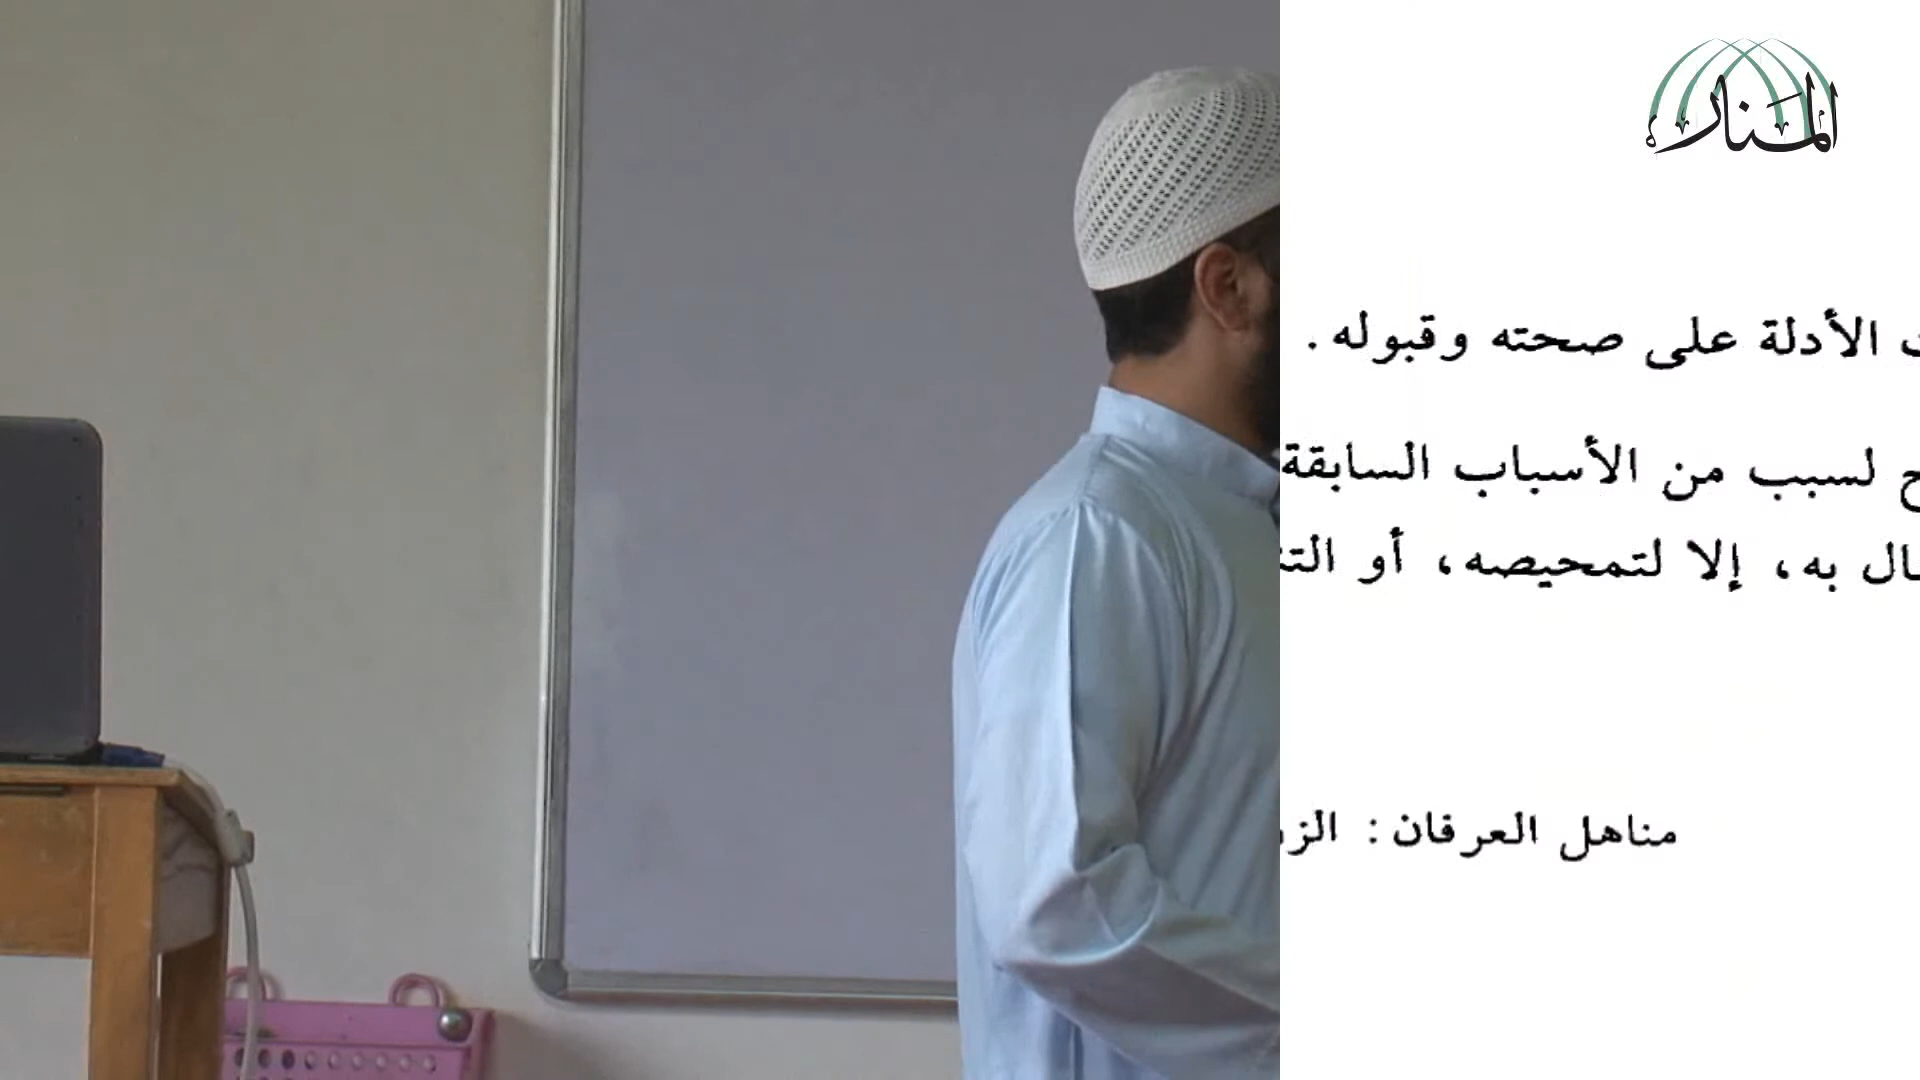 المنار
الأدلة على صحته وقبوله.
لسبب من الأسباب السابقة
به، إلا لتمحيصه، أو
مناهل العرفان: